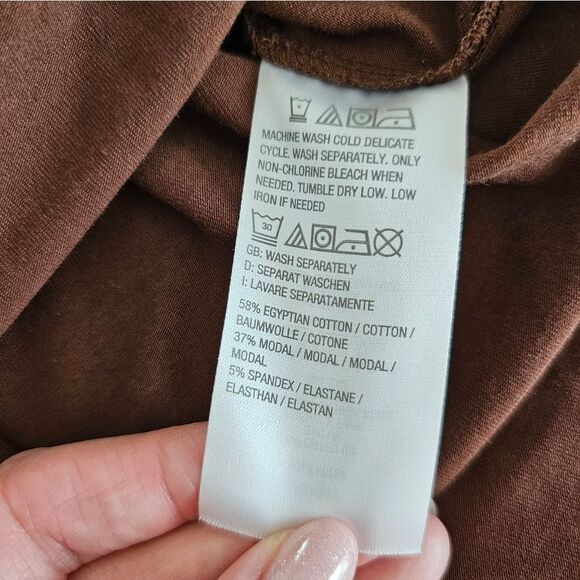 MACHINE WASH COLD DELICATE
CYCLE. WASH SEPARATELY. ONLY
NON-CHLORINE BLEACH WHEN
NEEDED. TUMBLE DRY LOW. LOW
IRON IF NEEDED
30
GB: WASH SEPARATELY
D: SEPARAT WASCHEN
I: LAVARE SEPARATAMENTE
58% EGYPTIAN COTTON / COTTON /
BAUMWOLLE / COTONE
37% MODAL / MODAL / MODAL /
MODAL
5% SPANDEX / ELASTANE /
ELASTHAN / ELASTAN